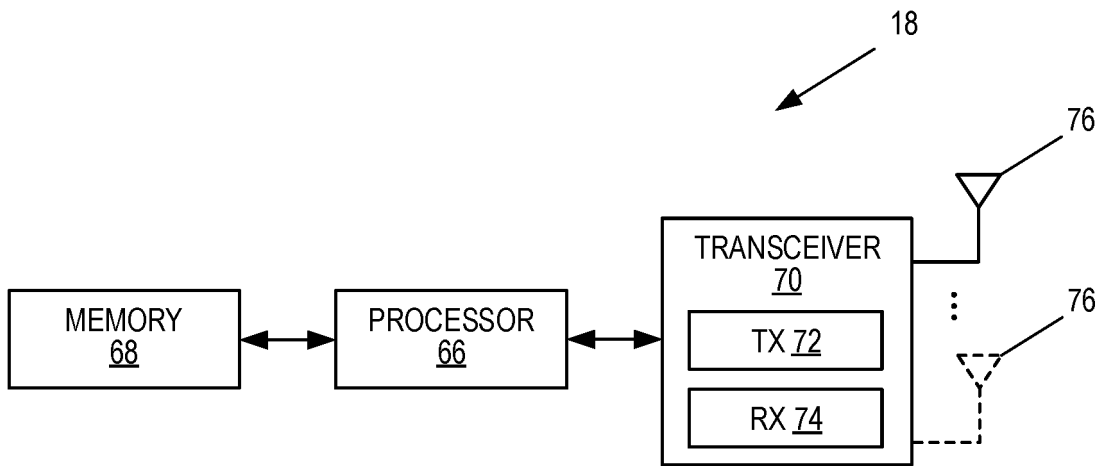 18
76
TRANSCEIVER
70
76
MEMORY
68
PROCESSOR
66
TX 72
RX 74